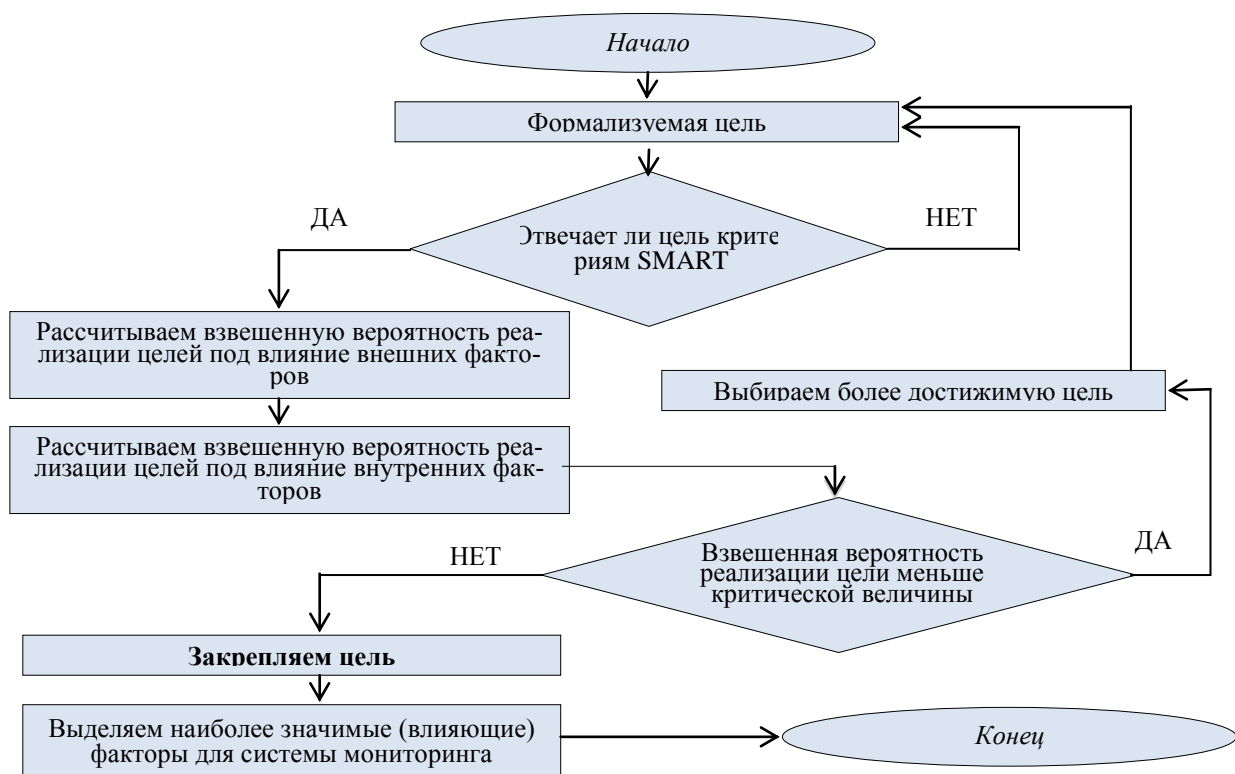 Начало
Формализуемая цель
ДА
НЕТ
Отвечает ли цель крите
риям SMART
Рассчитываем взвешенную вероятность реа-
лизации целей под влияние внешних факто-
ров
Выбираем более достижимую цель
Рассчитываем взвешенную вероятность реа-
лизации целей под влияние внутренних фак-
торов
НЕТ
ДА
Взвешенная вероятность
реализации цели меньше
критической величины
Закрепляем цель
Выделяем наиболее значимые (влияющие)
факторы для системы мониторинга
Конец